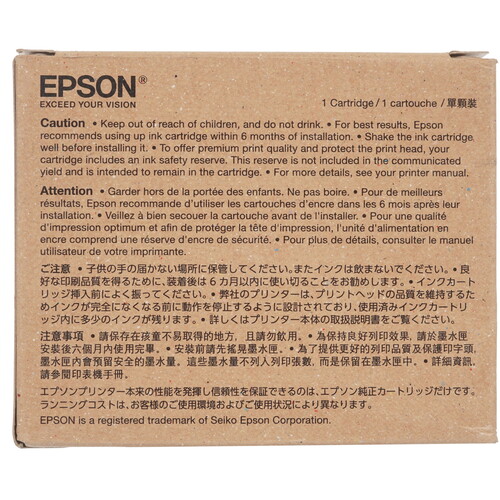 EPSON®
EXCEED YOUR VISION
1 Cartridge / 1 cartouche / 單顆裝
Caution • Keep out of reach of children, and do not drink. • For best results, Epson
recommends using up ink cartridge within 6 months of installation. • Shake the ink cartridge
well before installing it. • To offer premium print quality and protect the print head, your
cartridge includes an ink safety reserve. This reserve is not included in the communicated
yield and is intended to remain in the cartridge. • For more details, see your printer manual.
Attention • Garder hors de la portée des enfants. Ne pas boire. • Pour de meilleurs
résultats, Epson recommande d'utiliser les cartouches d'encre dans les 6 mois après leur
installation. • Veillez à bien secouer la cartouche avant de l'installer. • Pour une qualité
d'impression optimum et afin de protéger la tête d'impression, l'unité d'alimentation en
encre comprend une réserve d'encre de sécurité. • Pour plus de détails, consulter le manuel
utilisateur de votre imprimante.
ご注意 • 子供の手の届かない場所に保管してください。またインクは飲まないでください。 • 良
好な印刷品質を得るために、装着後は6カ月以内に使い切ることをお勧めします。 • インクカート
リッジ挿入前によく振ってください。 • 弊社のプリンターは、プリントヘッドの品質を維持するた
めインクが完全になくなる前に動作を停止するように設計されており、使用済みインクカートリッ
ジ内に多少のインクが残ります。 • 詳しくはプリンター本体の取扱説明書をご覧ください。
注意事項 • 請保存在孩童不易取得的地方，且請勿飲用。 • 為保持良好列印效果，請於墨水匣
安裝後六個月內使用完畢。 • 安裝前請先搖晃墨水匣。 • 為了提供更好的列印品質及保護印字頭，
墨水匣內會預留安全的墨水量，這些墨水量不列入列印張數，而是保留在墨水匣中。 • 詳細資訊，
請參閱印表機手冊。
エプソンプリンター本来の性能を発揮し信頼性を保証できるのは、エプソン純正カートリッジだけです。
ランニングコストは、お客様のご使用環境およびご使用状況により異なります。
EPSON is a registered trademark of Seiko Epson Corporation.